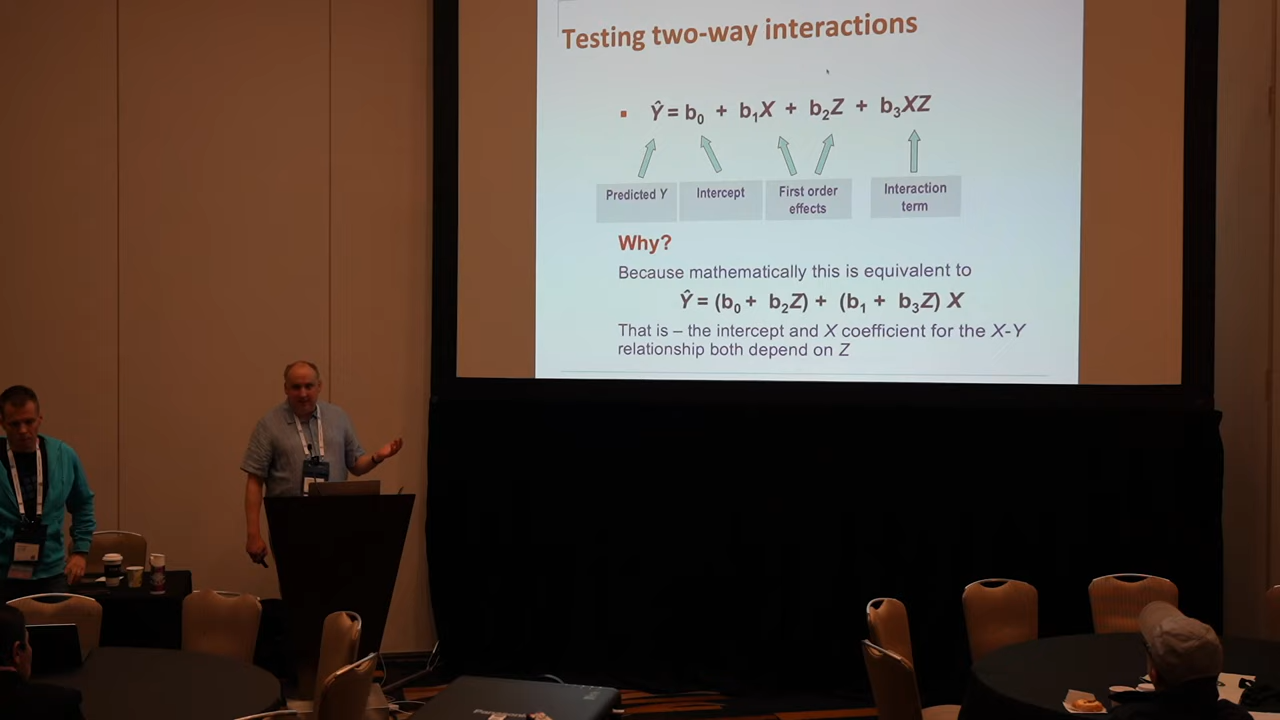 Testing two-way interactions
▪ Ŷ = b₀ + b₁X + b₂Z + b₃XZ
Predicted Y
Intercept
First order
effects
Interaction
term
Why?
Because mathematically this is equivalent to
Ŷ = (b₀ + b₂Z) + (b₁ + b₃Z) X
That is – the intercept and X coefficient for the X-Y
relationship both depend on Z